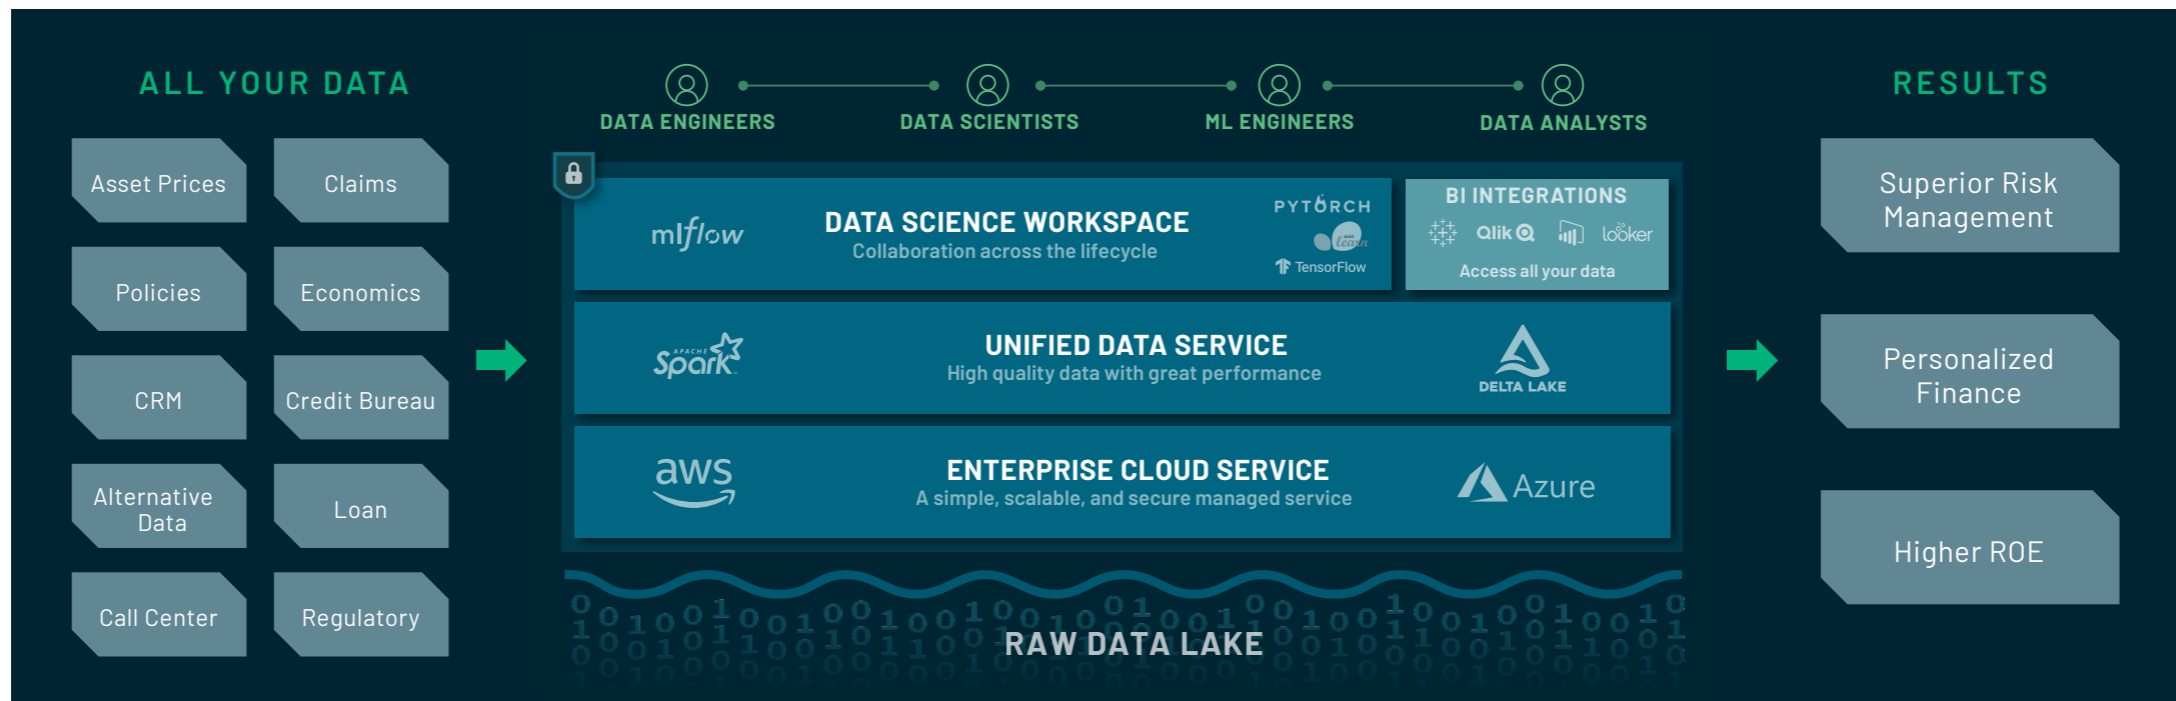 ALL YOUR DATA
Asset Prices
Claims
Policies
Economics
CRM
Credit Bureau
Alternative
Data
Loan
Call Center
Regulatory
DATA ENGINEERS
DATA SCIENTISTS
ML ENGINEERS
DATA ANALYSTS
mlflow
DATA SCIENCE WORKSPACE
Collaboration across the lifecycle
PYTORCH
learn
TensorFlow
BI INTEGRATIONS
Qlik
looker
Access all your data
APACHE
Spark
UNIFIED DATA SERVICE
High quality data with great performance
DELTA LAKE
aws
ENTERPRISE CLOUD SERVICE
A simple, scalable, and secure managed service
Azure
RAW DATA LAKE
RESULTS
Superior Risk
Management
Personalized
Finance
Higher ROE